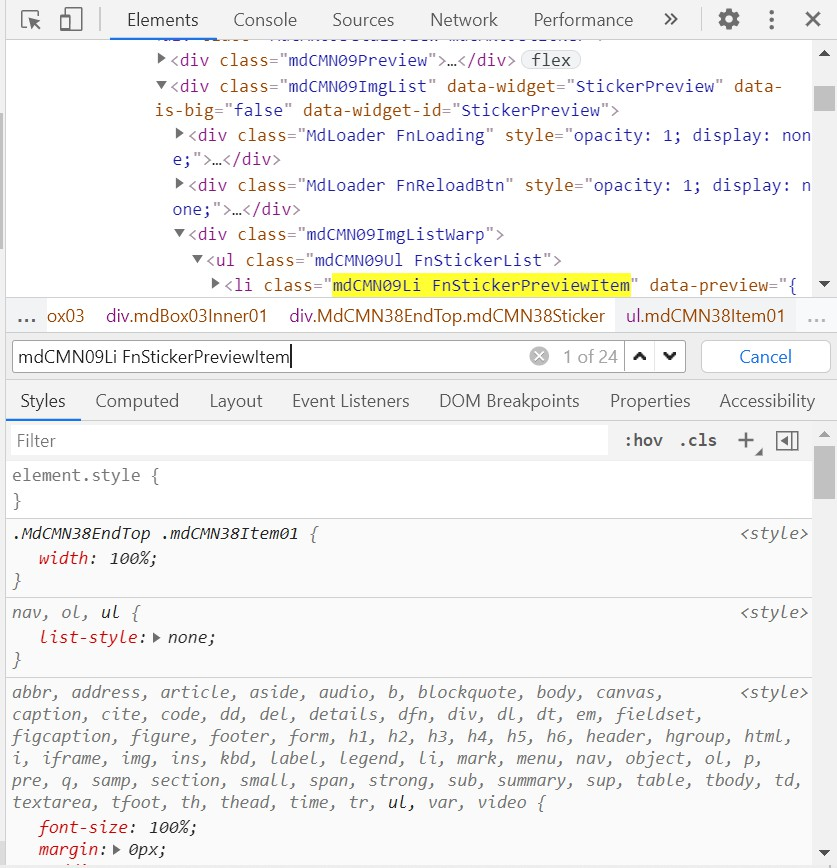 Elements Console Sources Network Performance »
<div class="mdCMN09Preview">…</div> flex
<div class="mdCMN09ImgList" data-widget="StickerPreview" data-
is-big="false" data-widget-id="StickerPreview">
<div class="MdLoader FnLoading" style="opacity: 1; display: non
e;">…</div>
<div class="MdLoader FnReloadBtn" style="opacity: 1; display: n
one;">…</div>
<div class="mdCMN09ImgListWarp">
<ul class="mdCMN09Ul FnStickerList">
<li class="mdCMN09Li FnStickerPreviewItem" data-preview="{
... ox03 div.mdBox03Inner01 div.MdCMN38EndTop.mdCMN38Sticker ul.mdCMN38Item01 ...
mdCMN09Li FnStickerPreviewItem 1 of 24 Cancel
Styles Computed Layout Event Listeners DOM Breakpoints Properties Accessibility
Filter :hov .cls +
element.style {
}
.MdCMN38EndTop .mdCMN38Item01 { <style>
width: 100%;
}
nav, ol, ul { <style>
list-style: none;
}
abbr, address, article, aside, audio, b, blockquote, body, canvas, <style>
caption, cite, code, dd, del, details, dfn, div, dl, dt, em, fieldset,
figcaption, figure, footer, form, h1, h2, h3, h4, h5, h6, header, hgroup, html,
i, iframe, img, ins, kbd, label, legend, li, mark, menu, nav, object, ol, p,
pre, q, samp, section, small, span, strong, sub, summary, sup, table, tbody, td,
textarea, tfoot, th, thead, time, tr, ul, var, video {
font-size: 100%;
margin: 0px;